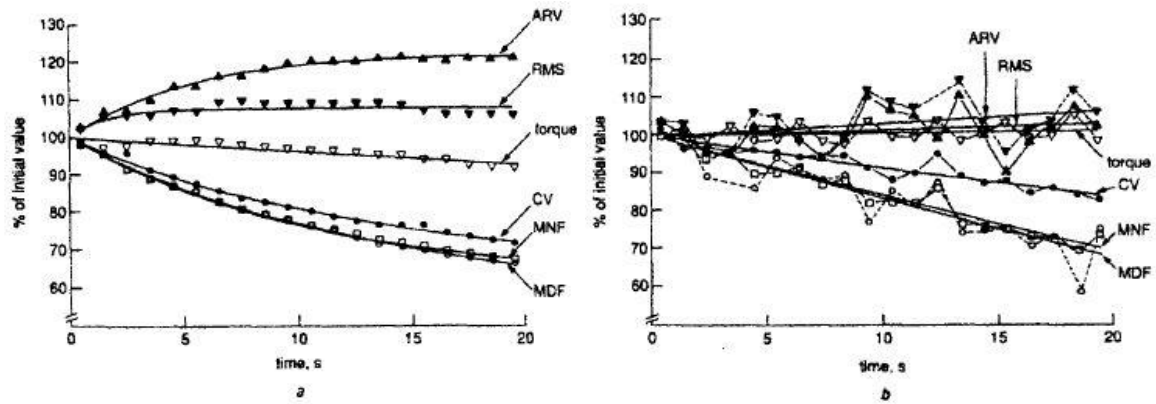 % of initial value
120
110
100
90
80
70
60
0
5
10
15
20
time, s
ARV
RMS
torque
CV
MNF
MDF
a
% of initial value
120
110
100
90
80
70
60
0
5
10
15
20
time, s
ARV
RMS
torque
CV
MNF
MDF
b